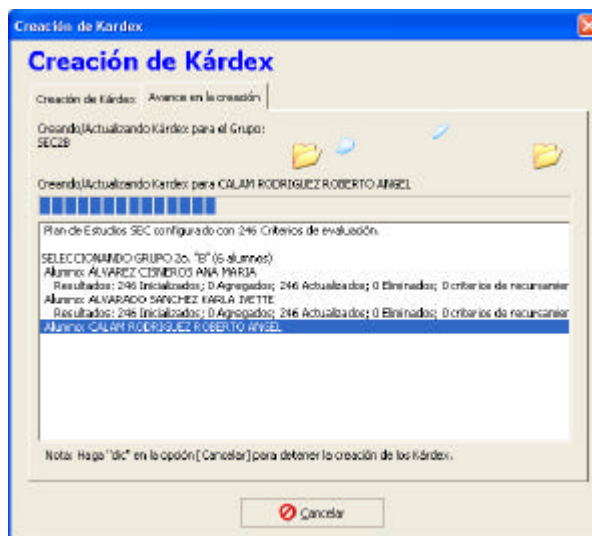 Creación de Kardex
Creación de Kárdex
Creación de Kárdex
Avance en la creación
Creando/Actualizando Kárdex para el Grupo:
SEC2B
Creando/Actualizando Kardex para CALAM RODRIGUEZ ROBERTO ANGEL
Plan de Estudios SEC configurado con 246 Criterios de evaluación.
SELECCIONANDO GRUPO 2o. "B" (6 alumnos)
Alumno: ALVAREZ CISNEROS ANA MARIA
Resultados: 246 Inicializados; 0 Agregados; 246 Actualizados; 0 Eliminados; 0 criterios de recursamier
Alumno: ALVARADO SANCHEZ KARLA IVETTE
Resultados: 246 Inicializados; 0 Agregados; 246 Actualizados; 0 Eliminados; 0 criterios de recursamier
Alumno: CALAM RODRIGUEZ ROBERTO ANGEL
Nota: Haga "clic" en la opción [Cancelar] para detener la creación de los Kárdex.
Cancelar